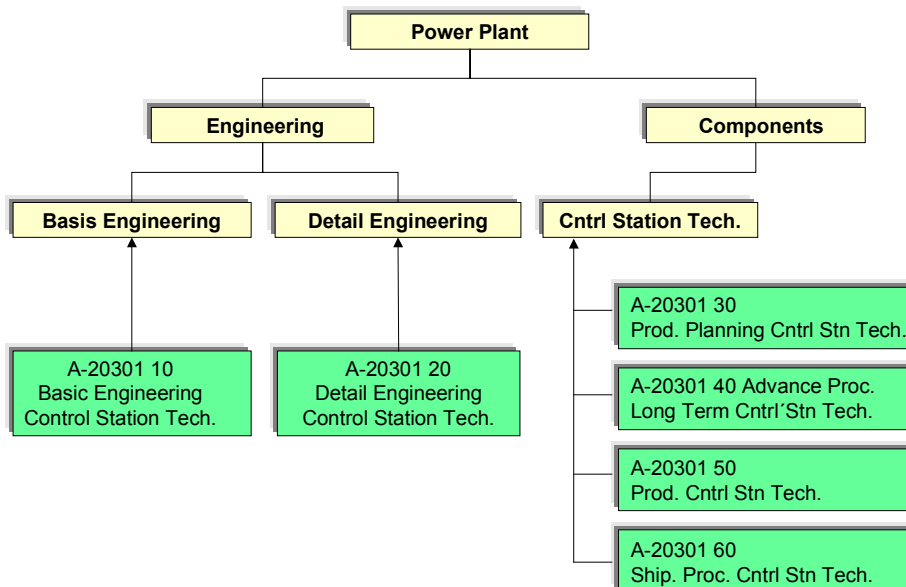 Power Plant
Engineering
Components
Basis Engineering
Detail Engineering
Cntrl Station Tech.
A-20301 10
Basic Engineering
Control Station Tech.
A-20301 20
Detail Engineering
Control Station Tech.
A-20301 30
Prod. Planning Cntrl Stn Tech.
A-20301 40 Advance Proc.
Long Term Cntrl´Stn Tech.
A-20301 50
Prod. Cntrl Stn Tech.
A-20301 60
Ship. Proc. Cntrl Stn Tech.